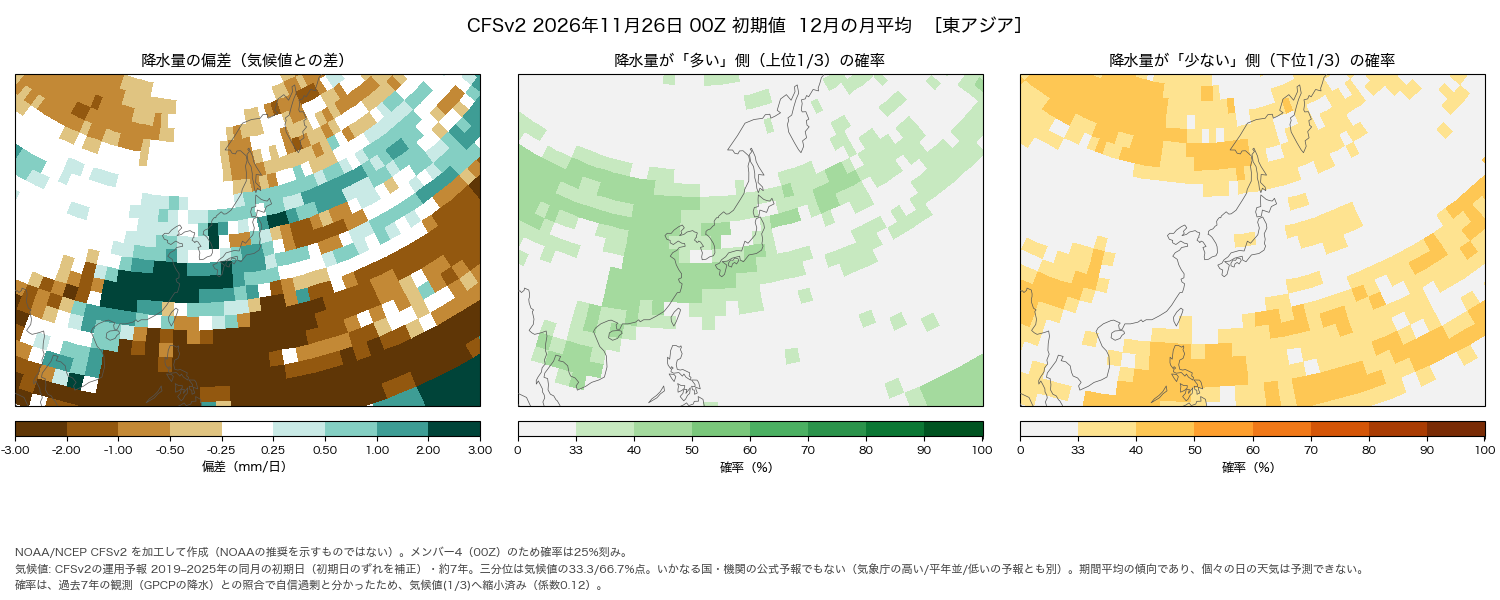 CFSv2 2026年11月26日 00Z 初期値 12月の月平均 ［東アジア］
降水量の偏差（気候値との差）
降水量が「多い」側（上位1/3）の確率
降水量が「少ない」側（下位1/3）の確率
-3.00 -2.00 -1.00 -0.50 -0.25 0.25 0.50 1.00 2.00 3.00
偏差（mm/日）
0 33 40 50 60 70 80 90 100
確率（%）
0 33 40 50 60 70 80 90 100
確率（%）
NOAA/NCEP CFSv2 を加工して作成（NOAAの推奨を示すものではない）。メンバー4（00Z）のため確率は25%刻み。
気候値: CFSv2の運用予報 2019–2025年の同月の初期日（初期日のずれを補正）・約7年。三分位は気候値の33.3/66.7%点。いかなる国・機関の公式予報でもない（気象庁の高い/平年並/低いの予報とも別）。期間平均の傾向であり、個々の日の天気は予測できない。
確率は、過去7年の観測（GPCPの降水）との照合で自信過剰と分かったため、気候値(1/3)へ縮小済み（係数0.12）。